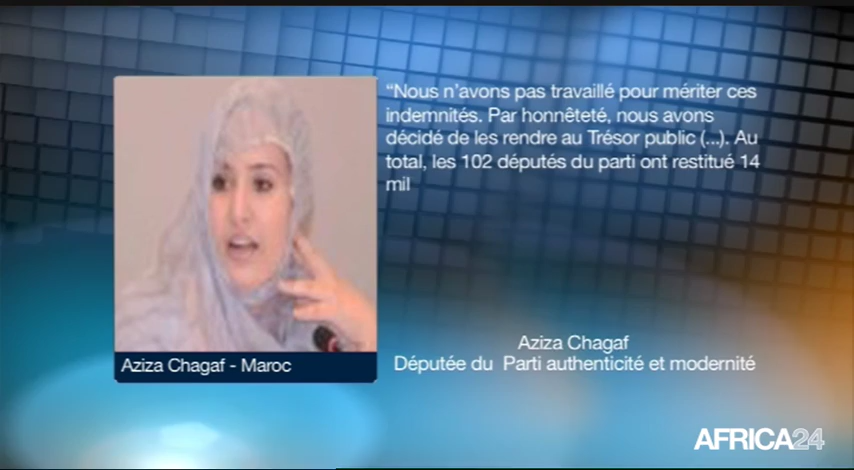 “Nous n’avons pas travaillé pour mériter ces
indemnités. Par honnêteté, nous avons
décidé de les rendre au Trésor public (...). Au
total, les 102 députés du parti ont restitué 14
mil
Aziza Chagaf
Députée du Parti authenticité et modernité
Aziza Chagaf - Maroc
AFRICA24